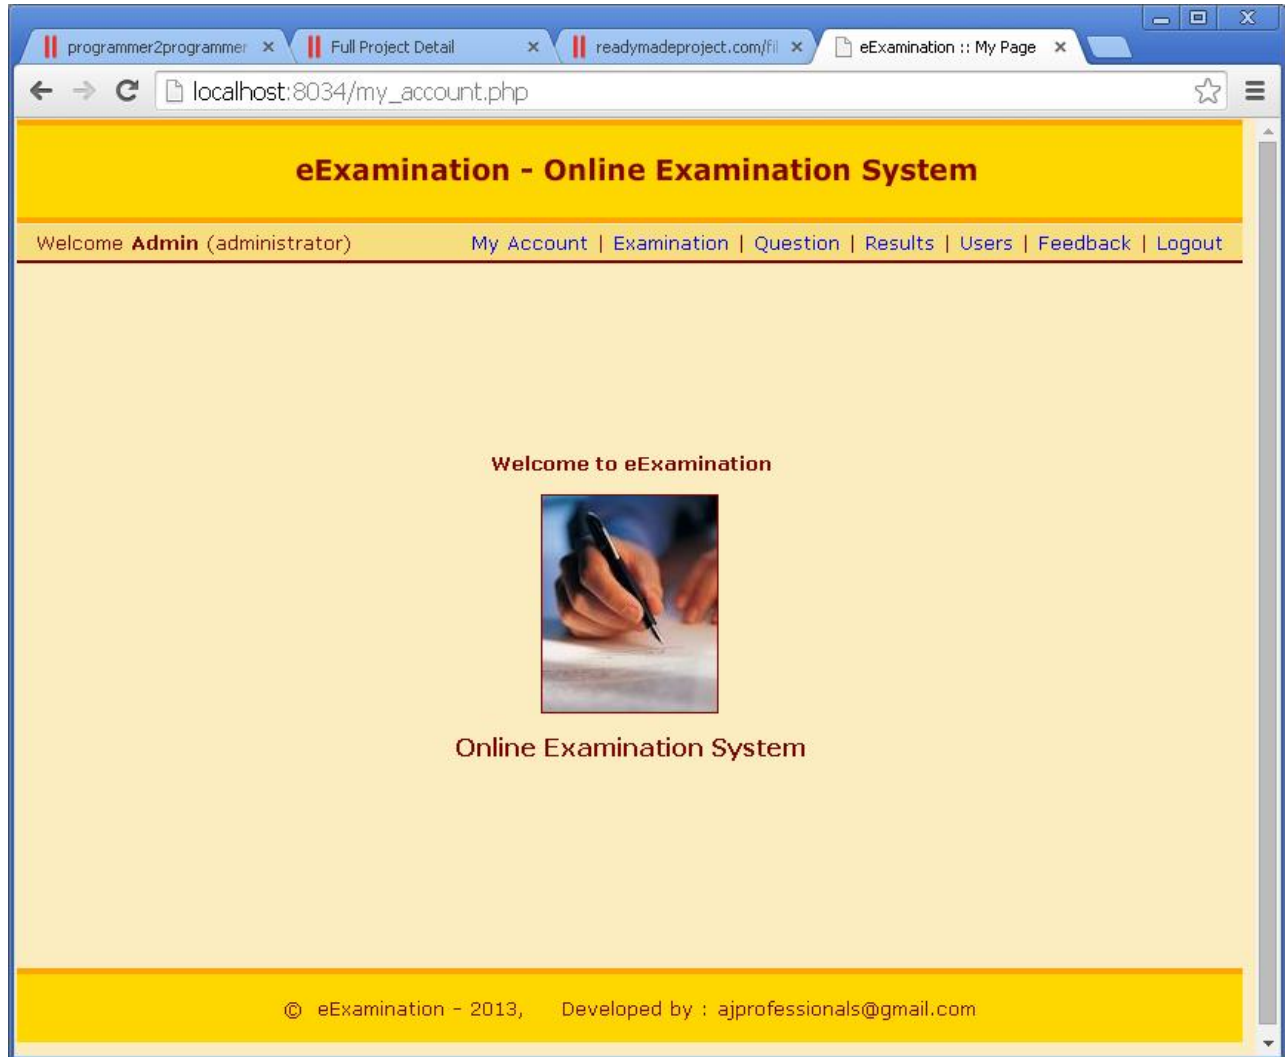 programmer2programmer
Full Project Detail
readymadeproject.com/fil
eExamination :: My Page
localhost:8034/my_account.php
eExamination - Online Examination System
Welcome Admin (administrator)
My Account | Examination | Question | Results | Users | Feedback | Logout
Welcome to eExamination
Online Examination System
© eExamination - 2013, Developed by : ajprofessionals@gmail.com